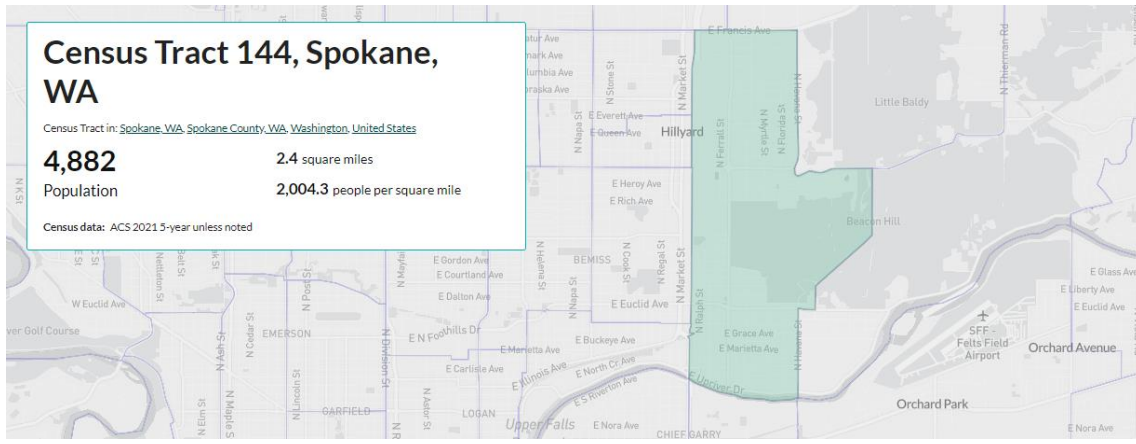 Census Tract 144, Spokane,
WA
Census Tract in: Spokane, WA, Spokane County, WA, Washington, United States
4,882
Population
2.4 square miles
2,004.3 people per square mile
Census data: ACS 2021 5-year unless noted
E Francis Ave
N Market St
N Stone St
N Napa St
E Everett Ave
E Queen Ave
Hillyard
N Ferrall St
N Myrtle St
N Florida St
N Havana St
Little Baldy
N Thierman Rd
E Heroy Ave
E Rich Ave
Beacon Hill
N Helena St
BEMISS
N Cook St
N Regal St
N Market St
E Gordon Ave
E Courtland Ave
E Dalton Ave
N Napa St
E Euclid Ave
N Ralph St
Nettleton St
N Post St
W Euclid Ave
N Ash St
N Cedar St
EMERSON
N Division St
E N Foothills Dr
E Marietta Ave
E Buckeye Ave
E Grace Ave
E Marietta Ave
N Havana St
E Glass Ave
E Liberty Ave
E Euclid Ave
SFF -
Felts Field
Airport
Orchard Avenue
ver Golf Course
E Carlisle Ave
E Illinois Ave
E North Cr Ave
E S Riverton Ave
E Upriver Dr
N Elm St
N Maple S
N Lincoln St
GARFIELD
N Astor St
LOGAN
Upper Falls
E Nora Ave
CHIEF GARRY
Orchard Park
E Nora Ave